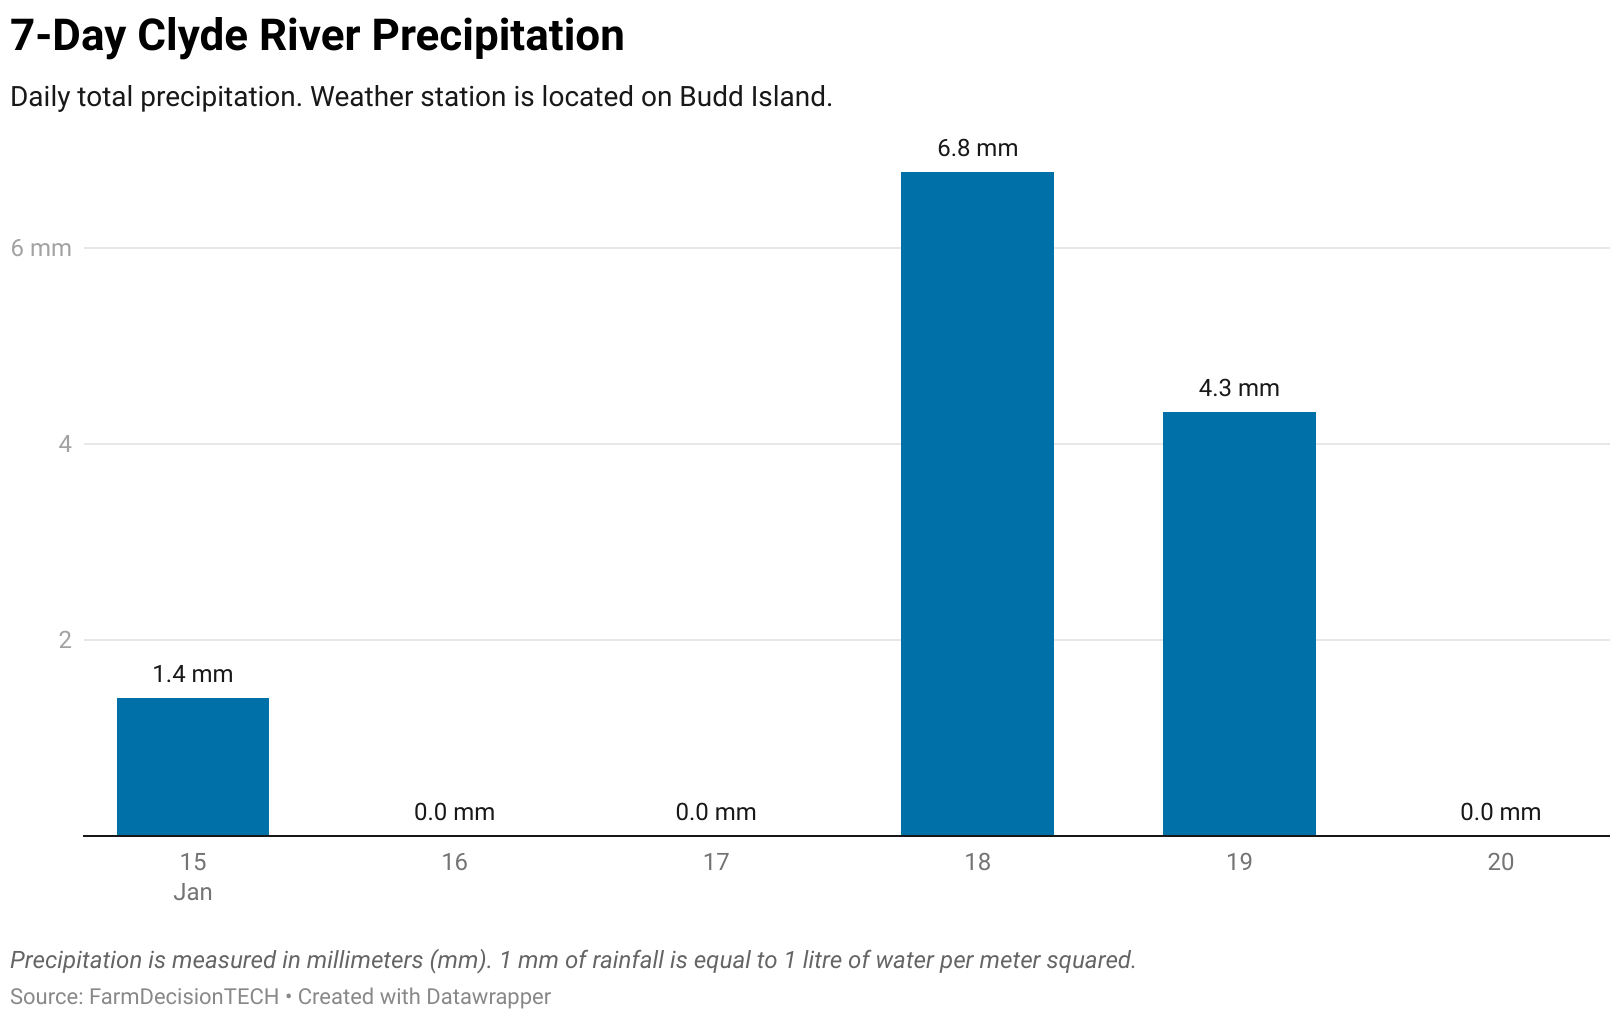 7-Day Clyde River Precipitation
Daily total precipitation. Weather station is located on Budd Island.
6.8 mm
6 mm
4.3 mm
4
2
1.4 mm
0.0 mm
0.0 mm
0.0 mm
15
16
17
18
19
20
Jan
Precipitation is measured in millimeters (mm). 1 mm of rainfall is equal to 1 litre of water per meter squared.
Source: FarmDecisionTECH • Created with Datawrapper